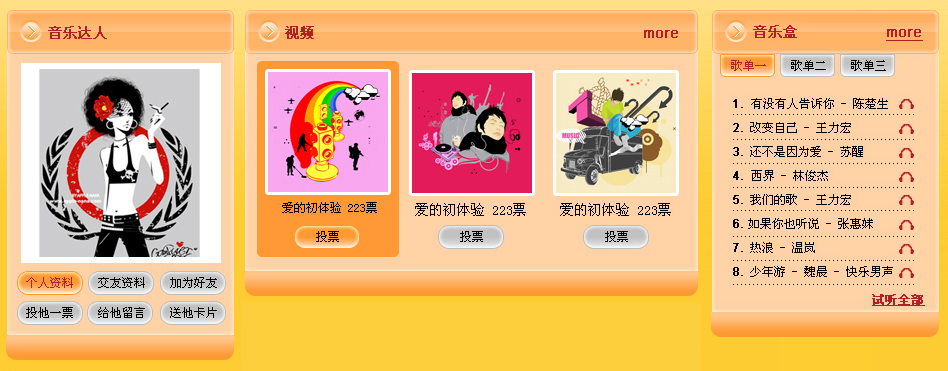 音乐达人
个人资料 交友资料 加为好友
投他一票 给他留言 送他卡片
视频 more
MUSIC
爱的初体验 223票 爱的初体验 223票 爱的初体验 223票
投票 投票 投票
音乐盒 more
歌单一 歌单二 歌单三
1. 有没有人告诉你 - 陈楚生
2. 改变自己 - 王力宏
3. 还不是因为爱 - 苏醒
4. 西界 - 林俊杰
5. 我们的歌 - 王力宏
6. 如果你也听说 - 张惠妹
7. 热浪 - 温岚
8. 少年游 - 魏晨 - 快乐男声
试听全部